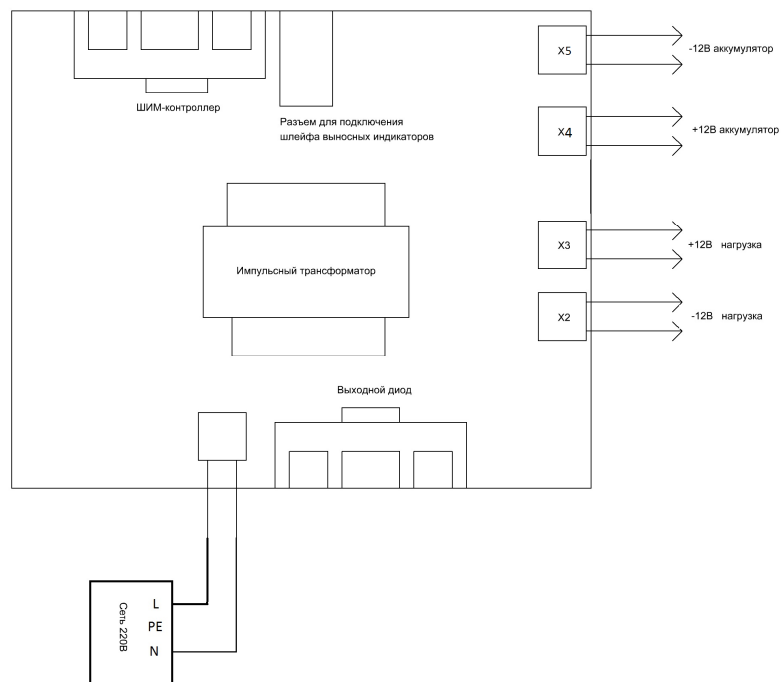 X5
-12В аккумулятор
ШИМ-контроллер
Разъем для подключения
шлейфа выносных индикаторов
X4
+12В аккумулятор
X3
+12В нагрузка
Импульсный трансформатор
X2
-12В нагрузка
Выходной диод
Сеть 220В
L
PE
N